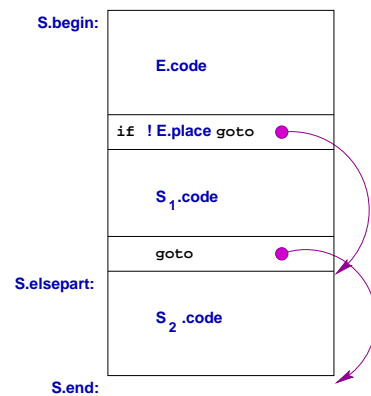 S.begin:
E.code
if ! E.place goto
S1.code
goto
S.elsepart:
S2 .code
S.end: